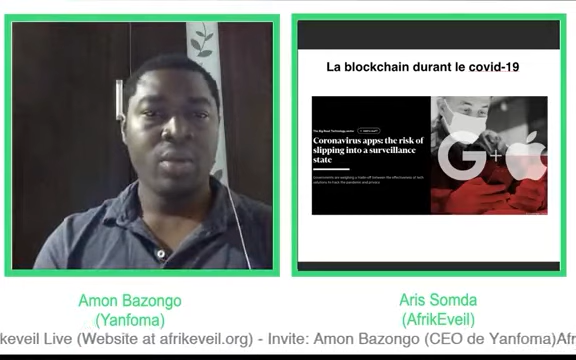 La blockchain durant le covid-19
Coronavirus apps: the risk of
slipping into a surveillance
state
G+
Amon Bazongo
(Yanfoma)
Aris Somda
(AfrikEveil)
keveil Live (Website at afrikeveil.org) - Invite: Amon Bazongo (CEO de Yanfoma)Afr